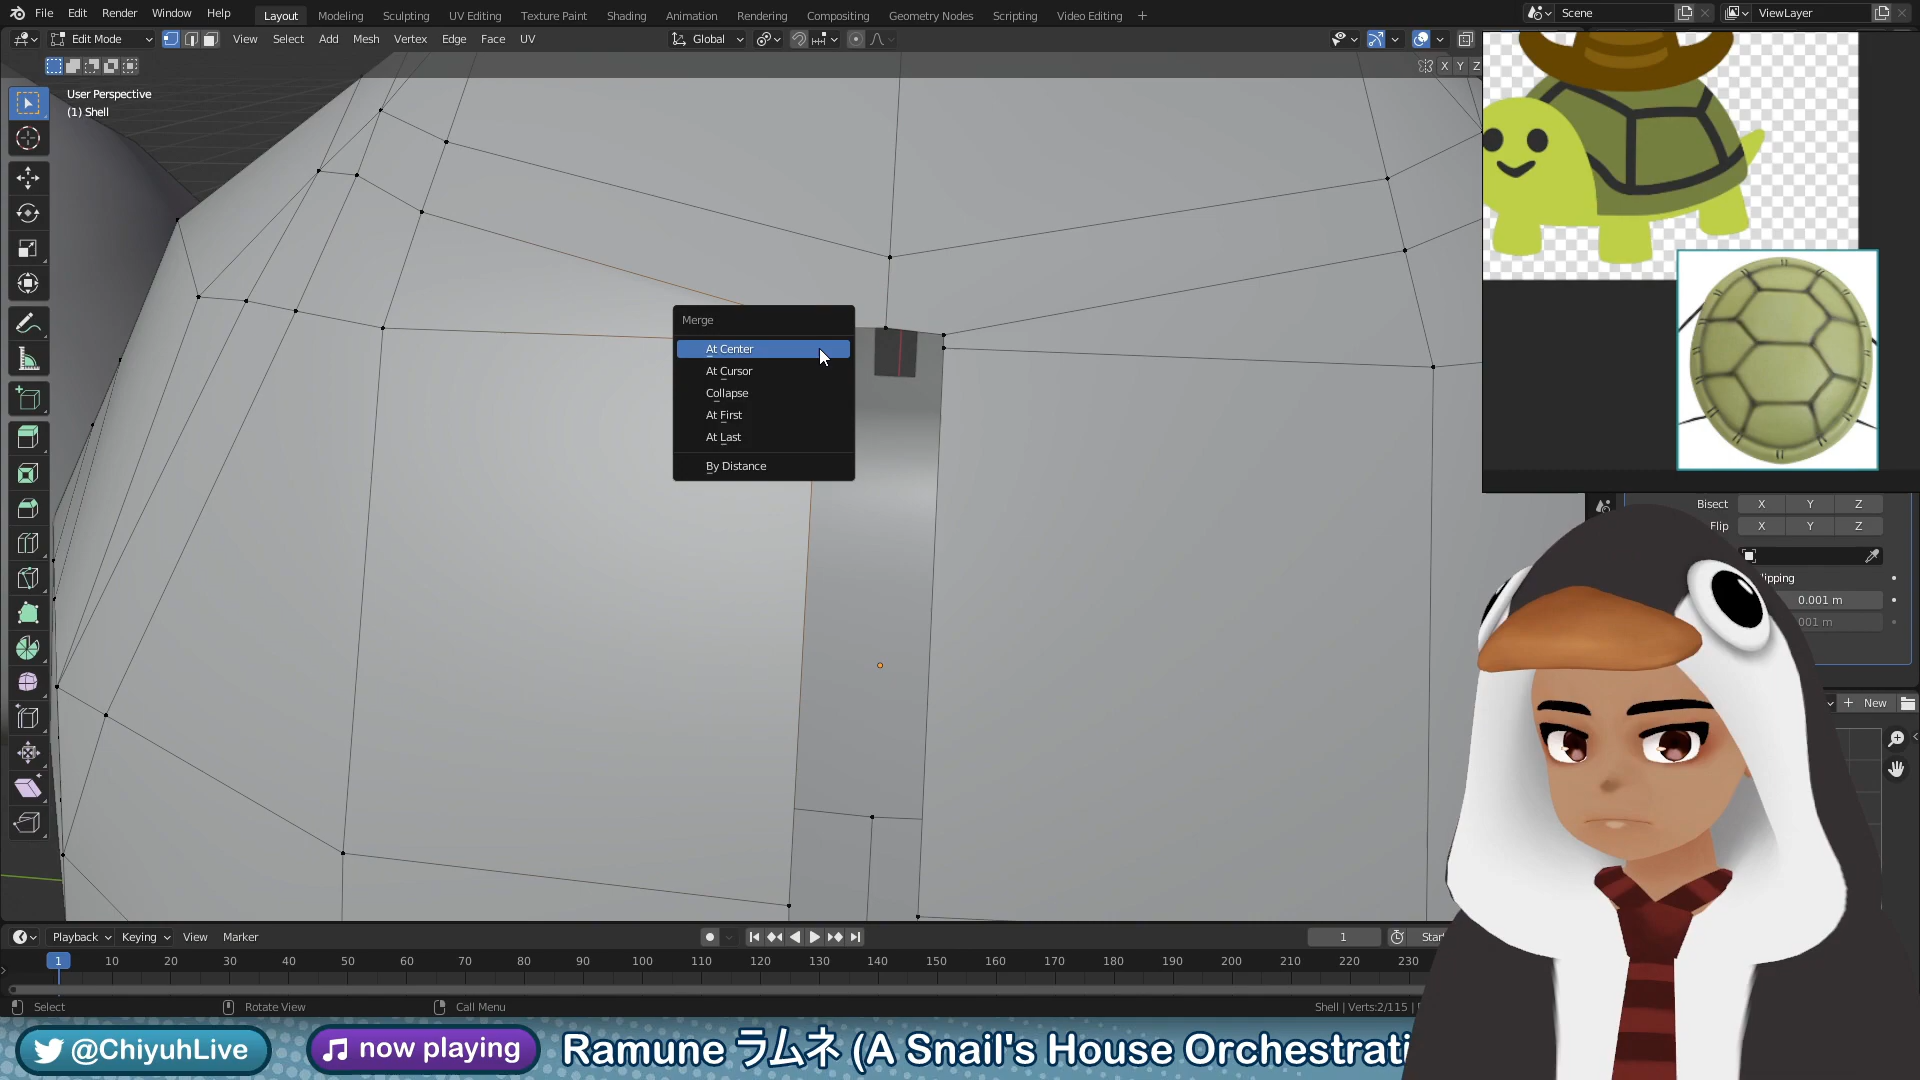 File Edit Render Window Help Layout Modeling Sculpting UV Editing Texture Paint Shading Animation Rendering Compositing Geometry Nodes Scripting Video Editing + Scene ViewLayer
Edit Mode View Select Add Mesh Vertex Edge Face UV Global
X Y Z
User Perspective
(1) Shell
Merge
At Center
At Cursor
Collapse
At First
At Last
By Distance
Bisect X Y Z
Flip X Y Z
ipping
0.001 m
001 m
New
Playback Keying View Marker 1 Start
1 10 20 30 40 50 60 70 80 90 100 110 120 130 140 150 160 170 180 190 200 210 220 230
Select Rotate View Call Menu Shell | Verts:2/115 |
@ChiyuhLive now playing Ramune ラムネ (A Snail's House Orchestrati